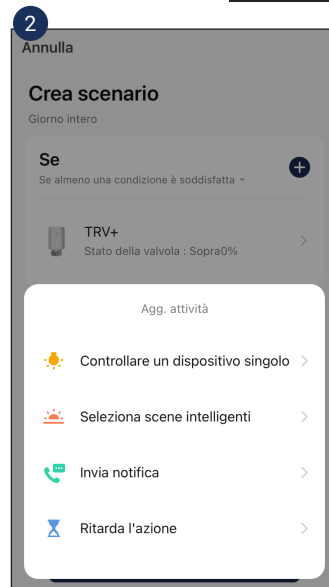 2
Annulla
Crea scenario
Giorno intero
Se
Se almeno una condizione è soddisfatta
TRV+
Stato della valvola : Sopra0%
Agg. attività
Controllare un dispositivo singolo
Seleziona scene intelligenti
Invia notifica
Ritarda l'azione